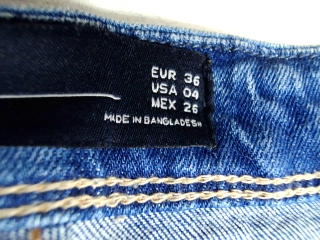 EUR 36
USA 04
MEX 26
MADE IN BANGLADESH